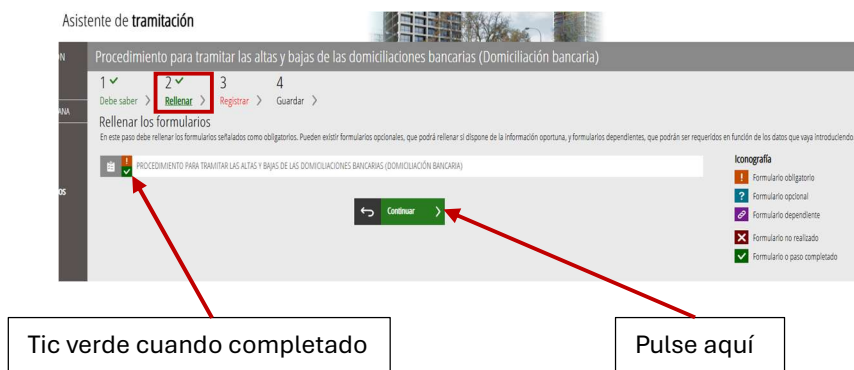 Asistente de tramitación
ÓN
Procedimiento para tramitar las altas y bajas de las domiciliaciones bancarias (Domiciliación bancaria)
1 2 3 4
Debe saber Rellenar Registrar Guardar
ANA
Rellenar los formularios
En este paso debe rellenar los formularios señalados como obligatorios. Pueden existir formularios opcionales, que podrá rellenar si dispone de la información oportuna, y formularios dependientes, que podrán ser requeridos en función de los datos que vaya introduciendo.
PROCEDIMIENTO PARA TRAMITAR LAS ALTAS Y BAJAS DE LAS DOMICILIACIONES BANCARIAS (DOMICILIACIÓN BANCARIA)
Iconografía
! Formulario obligatorio
? Formulario opcional
Formulario dependiente
Formulario no realizado
Formulario o paso completado
OS
Continuar
Tic verde cuando completado
Pulse aquí